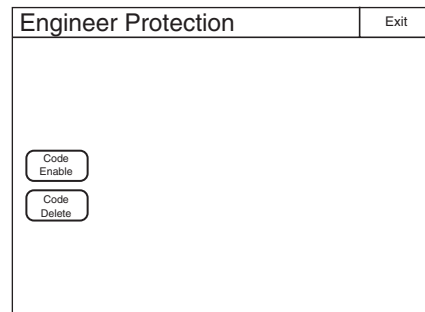 Engineer Protection Exit
Code
Enable
Code
Delete